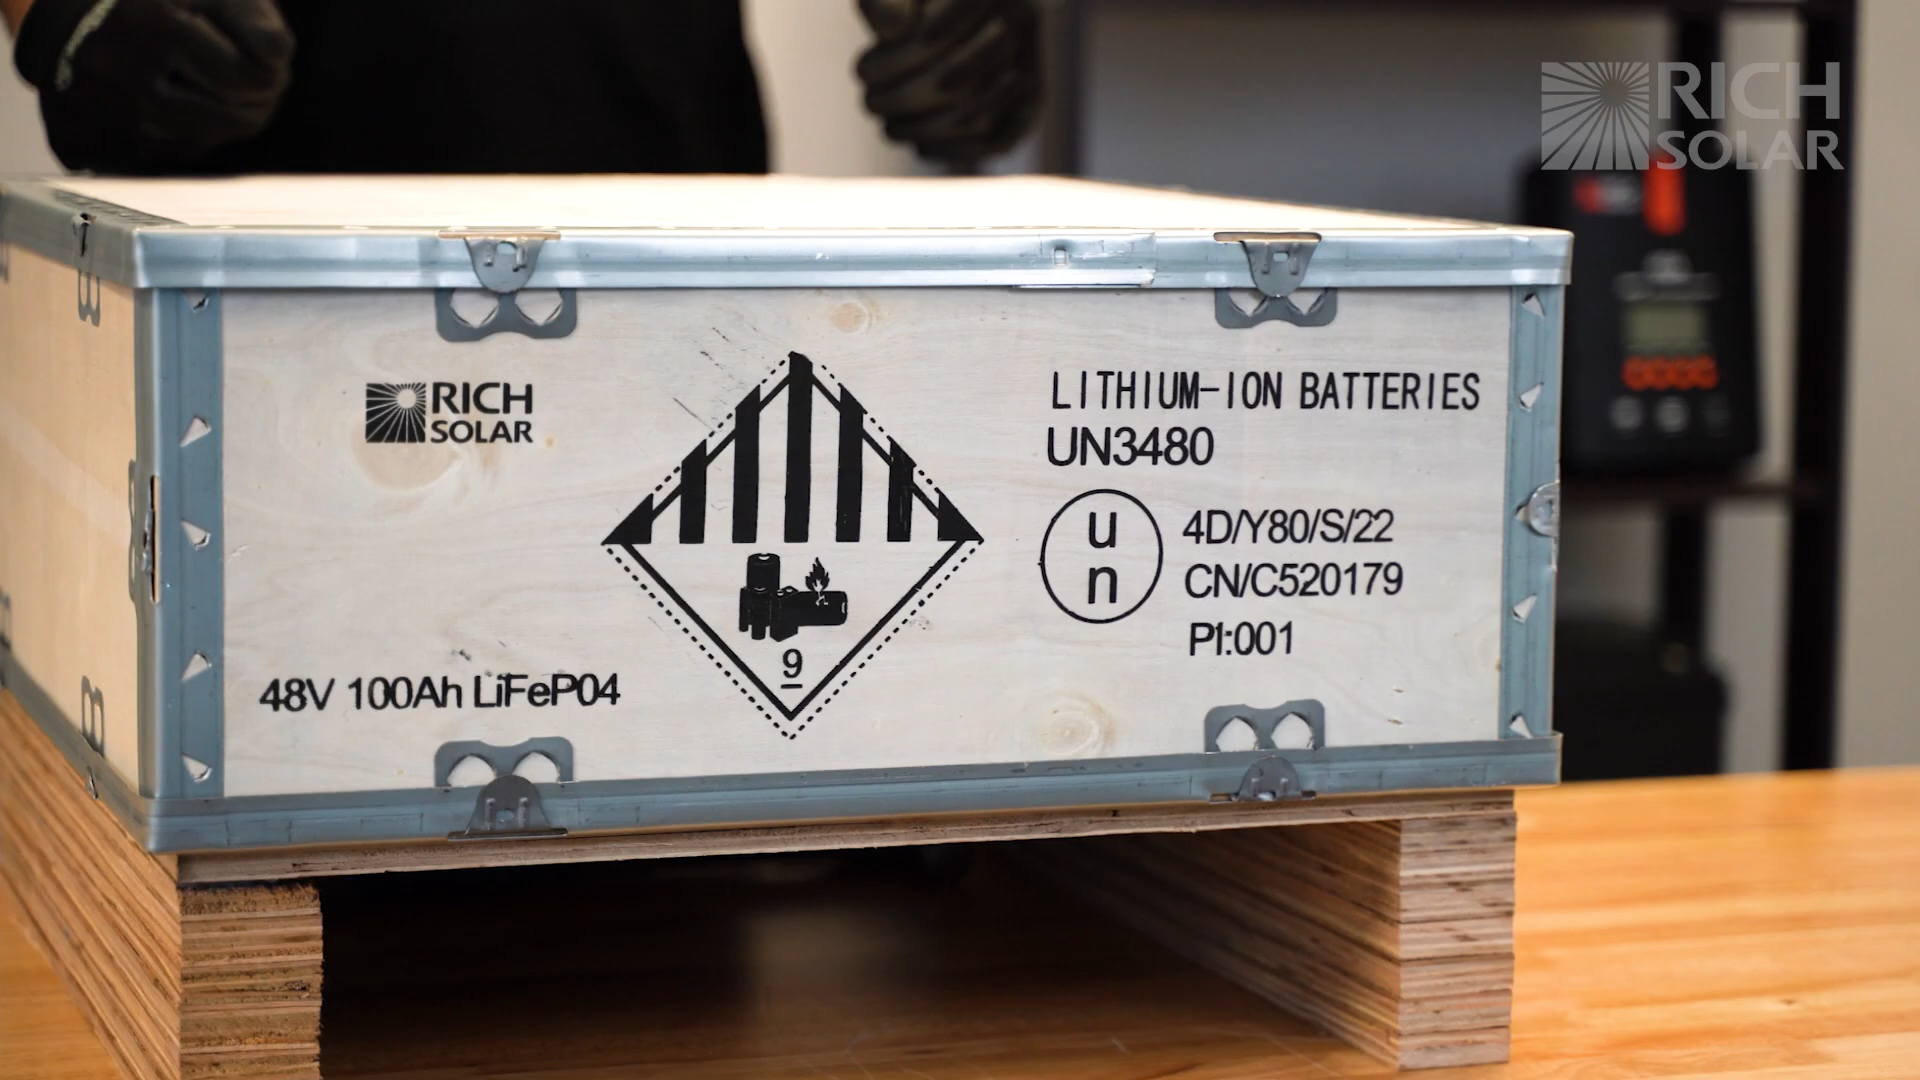 RICH
SOLAR
RICH
SOLAR
48V 100Ah LiFeP04
9
LITHIUM-ION BATTERIES
UN3480
u
n
4D/Y80/S/22
CN/C520179
PI:001